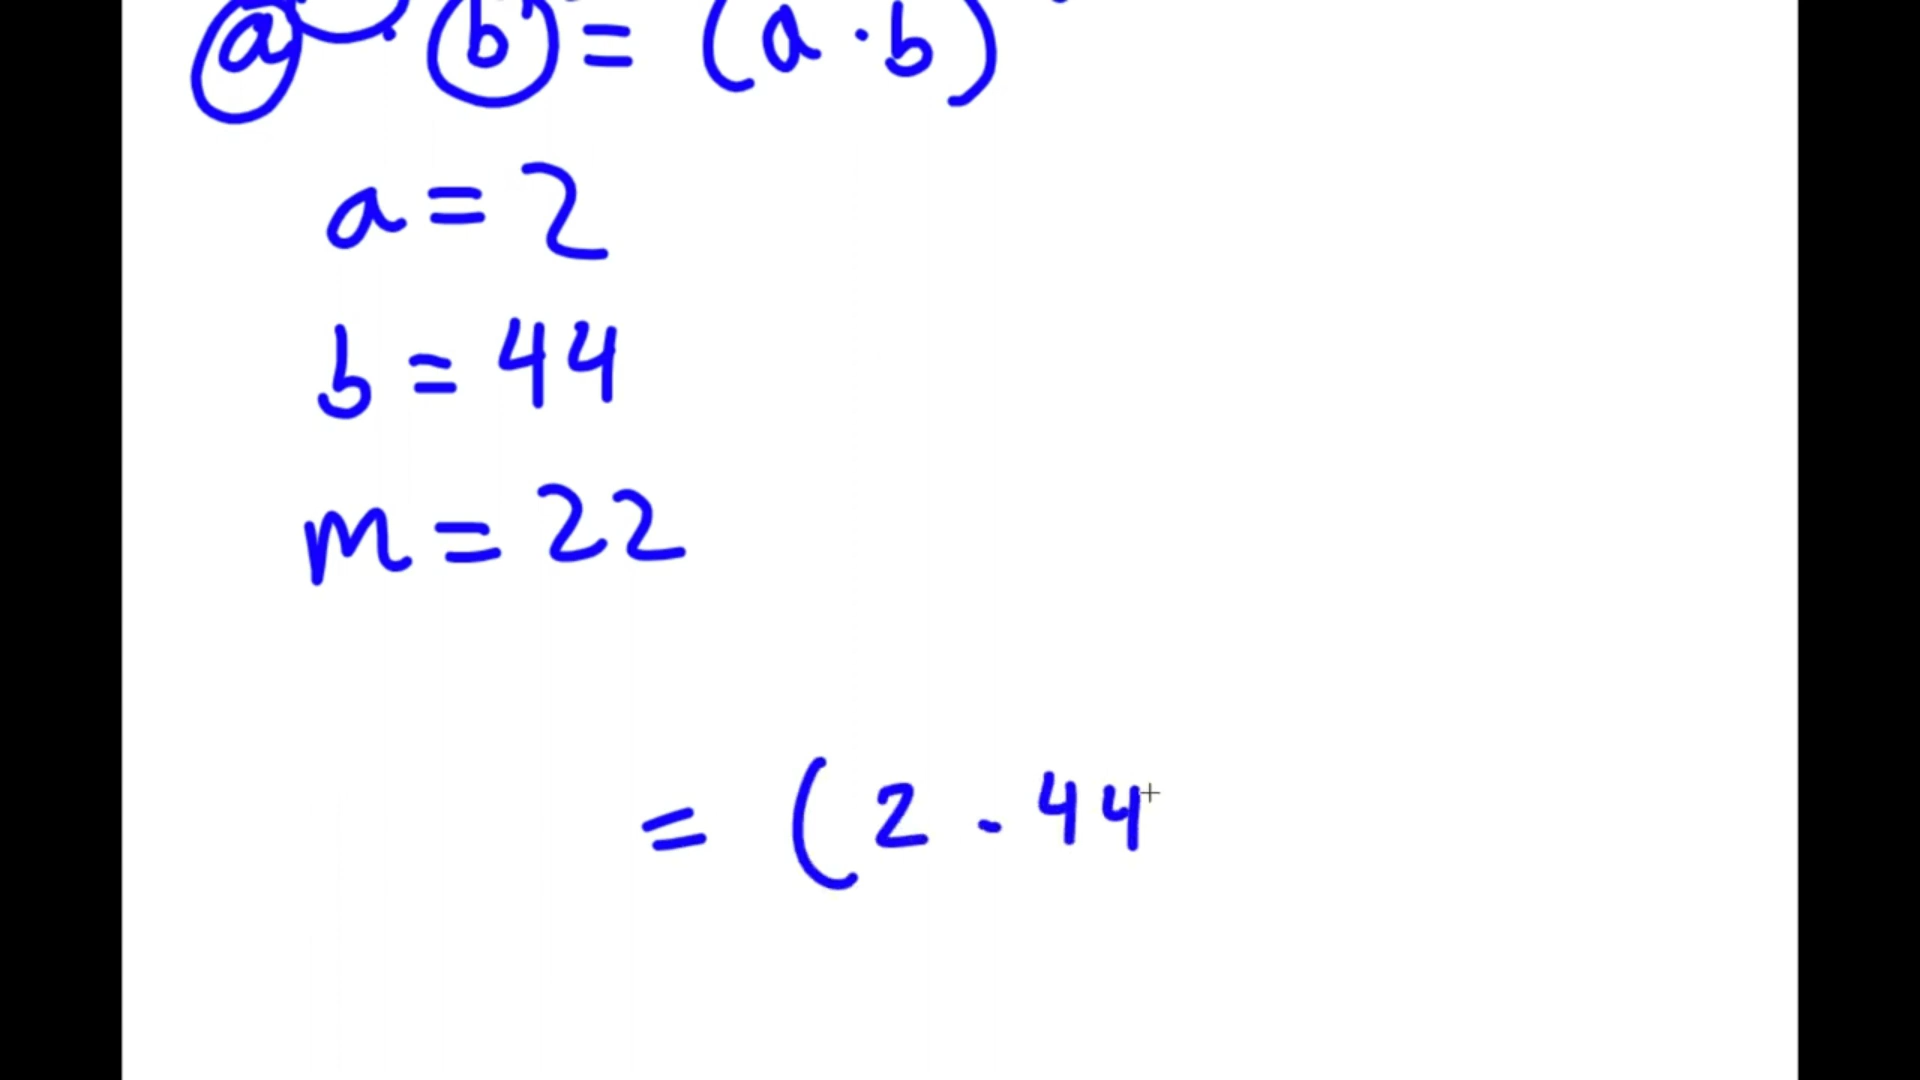 a · b = (a · b)
a = 2
b = 44
m = 22
= (2 - 44